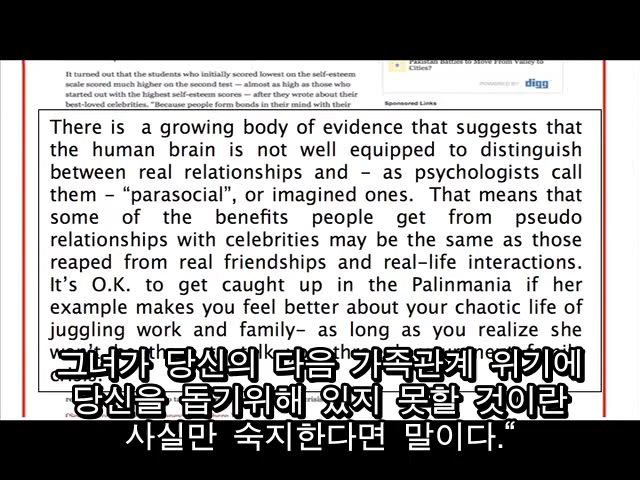 Pakistan Battles to Move From Valley to
Cities?
It turned out that the students who initially scored lowest on the self-esteem
scale scored much higher on the second test — almost as high as those who
started out with the highest self-esteem scores — after they wrote about their
best-loved celebrities. "Because people form bonds in their mind with their
POWERED BY digg
Sponsored Links
There is a growing body of evidence that suggests that
the human brain is not well equipped to distinguish
between real relationships and – as psychologists call
them – “parasocial”, or imagined ones. That means that
some of the benefits people get from pseudo
relationships with celebrities may be the same as those
reaped from real friendships and real-life interactions.
It’s O.K. to get caught up in the Palinmania if her
example makes you feel better about your chaotic life of
juggling work and family– as long as you realize she
그녀가 당신의 다음 가족관계 위기에
당신을 돕기위해 있지 못할 것이란
사실만 숙지한다면 말이다.“